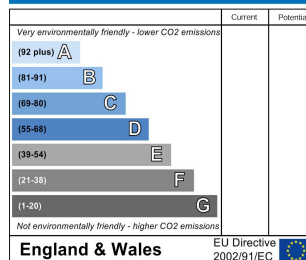 Current Potentia
Very environmentally friendly - lower CO2 emissions
(92 plus) A
(81-91) B
(69-80) C
(55-68) D
(39-54) E
(21-38) F
(1-20) G
Not environmentally friendly - higher CO2 emissions
England & Wales
EU Directive
2002/91/EC